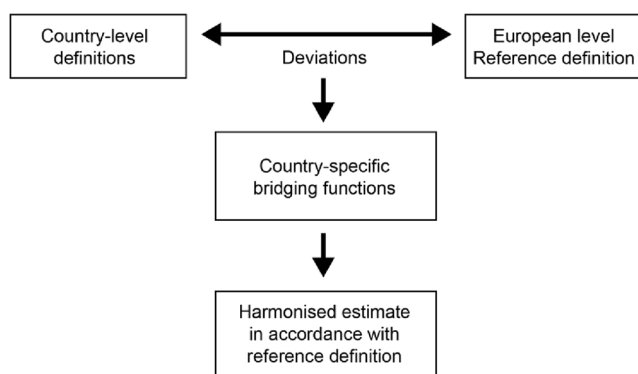 Country-level
definitions
European level
Reference definition
Deviations
Country-specific
bridging functions
Harmonised estimate
in accordance with
reference definition